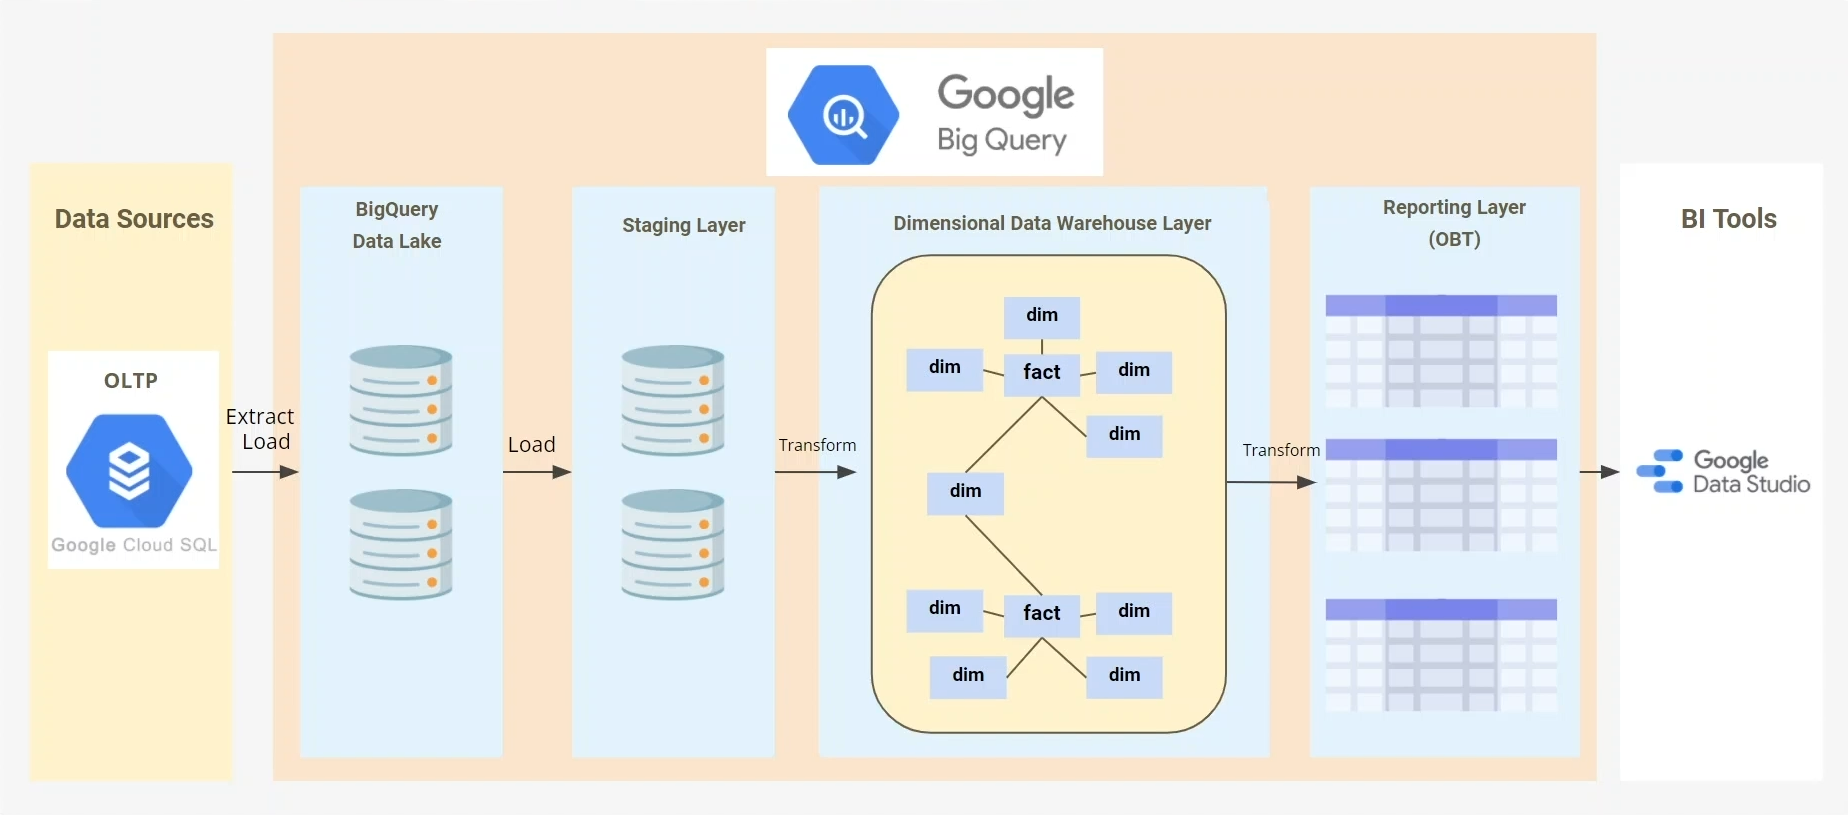 Google
Big Query
Data Sources
OLTP
Google Cloud SQL
Extract
Load
BigQuery
Data Lake
Load
Staging Layer
Transform
Dimensional Data Warehouse Layer
dim
dim
fact
dim
dim
dim
dim
fact
dim
dim
dim
Transform
Reporting Layer
(OBT)
BI Tools
Google
Data Studio